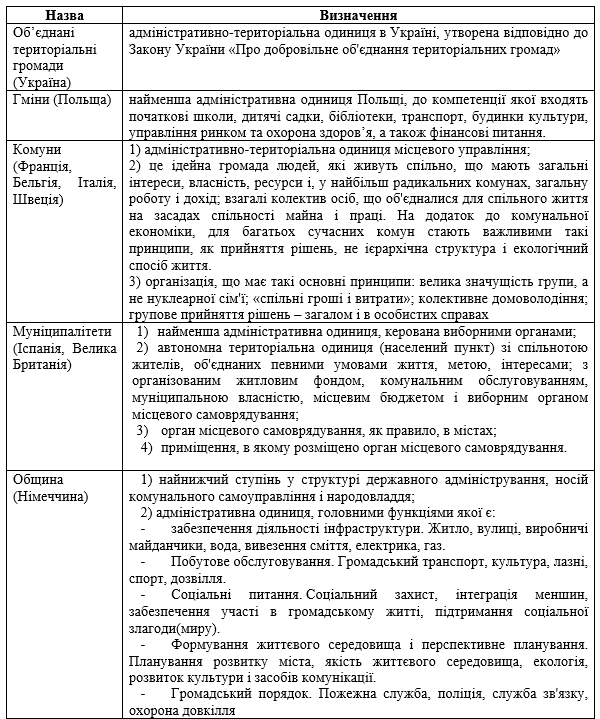 Назва Визначення
Об’єднані
територіальні
громади
(Україна)
адміністративно-територіальна одиниця в Україні, утворена відповідно до
Закону України «Про добровільне об'єднання територіальних громад»
Гміни (Польща)
найменша адміністративна одиниця Польщі, до компетенції якої входять
початкові школи, дитячі садки, бібліотеки, транспорт, будинки культури,
управління ринком та охорона здоров’я, а також фінансові питання.
Комуни
(Франція,
Бельгія, Італія,
Швеція)
1) адміністративно-територіальна одиниця місцевого управління;
2) це ідейна громада людей, які живуть спільно, що мають загальні
інтереси, власність, ресурси і, у найбільш радикальних комунах, загальну
роботу і дохід; взагалі колектив осіб, що об'єдналися для спільного життя
на засадах спільності майна і праці. На додаток до комунальної
економіки, для багатьох сучасних комун стають важливими такі
принципи, як прийняття рішень, не ієрархічна структура і екологічний
спосіб життя.
3) організація, що має такі основні принципи: велика значущість групи, а
не нуклеарної сім'ї; «спільні гроші і витрати»; колективне домоволодіння;
групове прийняття рішень – загалом і в особистих справах
Муніципалітети
(Іспанія, Велика
Британія)
1) найменша адміністративна одиниця, керована виборними органами;
2) автономна територіальна одиниця (населений пункт) зі спільнотою
жителів, об'єднаних певними умовами життя, метою, інтересами; з
організованим житловим фондом, комунальним обслуговуванням,
муніципальною власністю, місцевим бюджетом і виборним органом
місцевого самоврядування;
3) орган місцевого самоврядування, як правило, в містах;
4) приміщення, в якому розміщено орган місцевого самоврядування.
Община
(Німеччина)
1) найнижчий ступінь у структурі державного адміністрування, носій
комунального самоуправління і народовладдя;
2) адміністративна одиниця, головними функціями якої є:
- забезпечення діяльності інфраструктури. Житло, вулиці, виробничі
майданчики, вода, вивезення сміття, електрика, газ.
- Побутове обслуговування. Громадський транспорт, культура, лазні,
спорт, дозвілля.
- Соціальні питання. Соціальний захист, інтеграція меншин,
забезпечення участі в громадському житті, підтримання соціальної
злагоди(миру).
- Формування життєвого середовища і перспективне планування.
Планування розвитку міста, якість життєвого середовища, екологія,
розвиток культури і засобів комунікації.
- Громадський порядок. Пожежна служба, поліція, служба зв'язку,
охорона довкілля